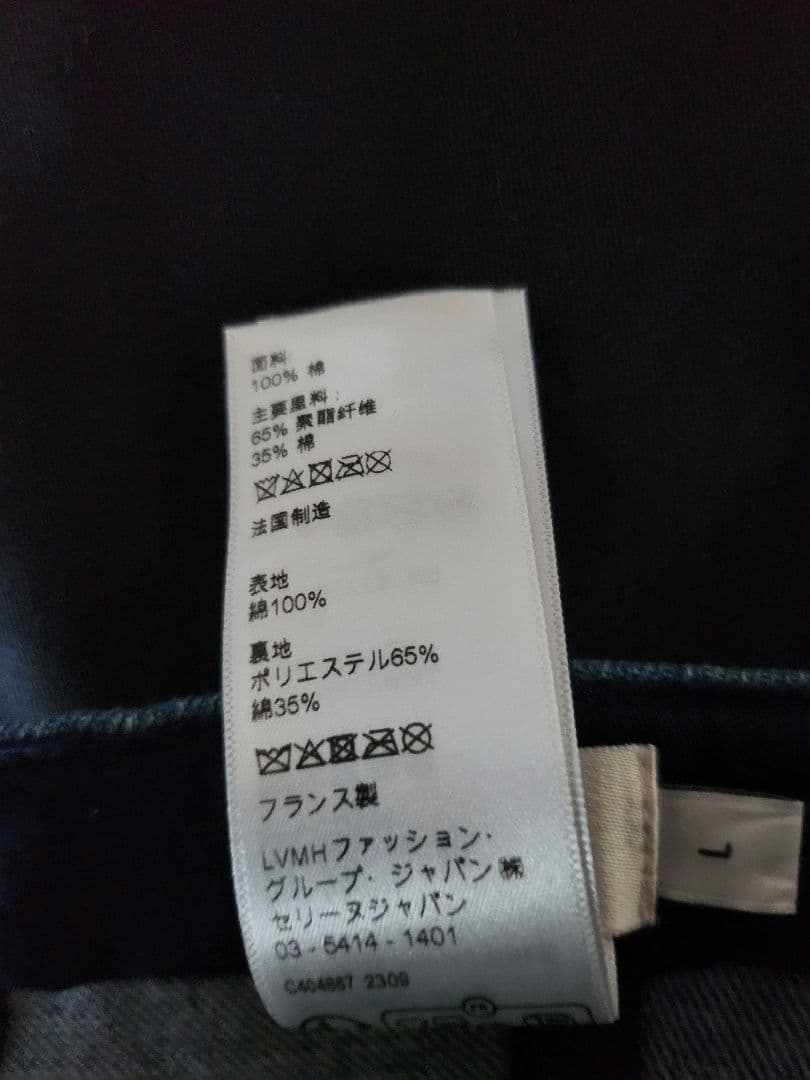 面料:
100% 棉
主要里料:
65% 聚酯纤维
35% 棉
法国制造
表地
綿100%
裏地
ポリエステル65%
綿35%
フランス製
LVMHファッション・
グループ・ジャパン㈱
セリーヌジャパン
03 - 5414 - 1401
C404887 2309
L